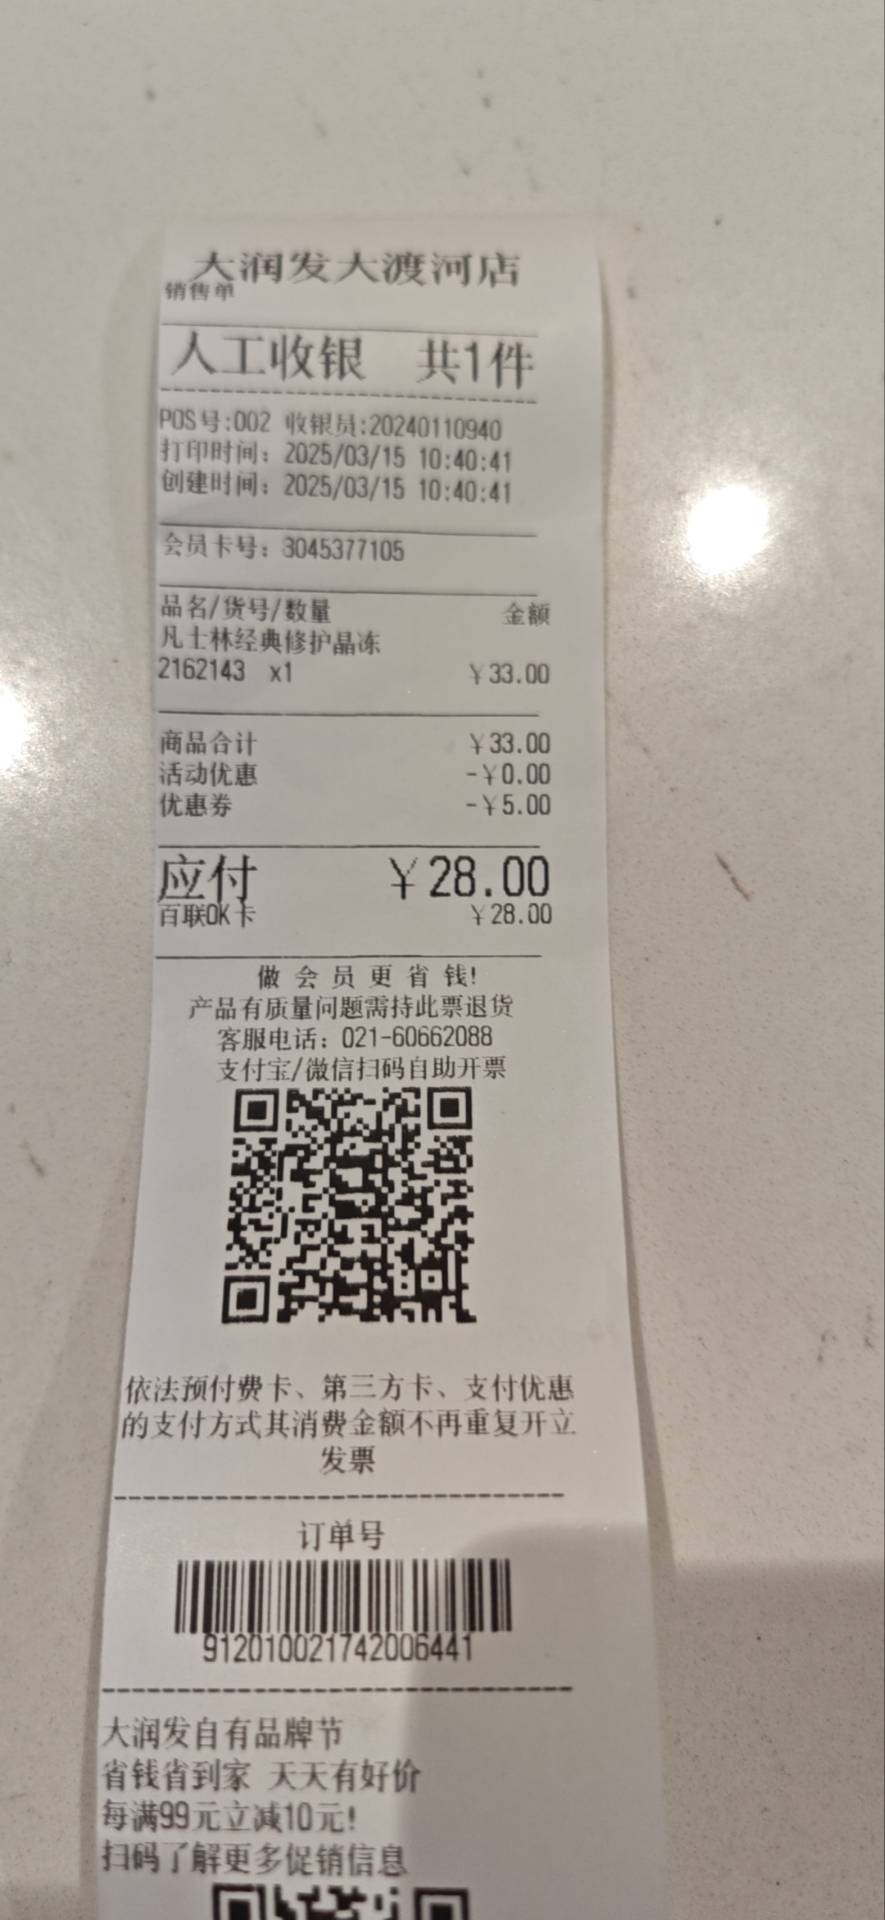 大润发大渡河店
销售单
人工收银 共1件
POS号:002 收银员:20240110940
打印时间：2025/03/15 10:40:41
创建时间：2025/03/15 10:40:41
会员卡号：3045377105
品名/货号/数量 金额
凡士林经典修护晶冻
2162143 x1 ￥33.00
商品合计 ￥33.00
活动优惠 -￥0.00
优惠券 -￥5.00
应付 ￥28.00
百联OK卡 ￥28.00
做会员更省钱!
产品有质量问题需持此票退货
客服电话：021-60662088
支付宝/微信扫码自助开票
依法预付费卡、第三方卡、支付优惠
的支付方式其消费金额不再重复开立
发票
订单号
912010021742006441
大润发自有品牌节
省钱省到家 天天有好价
每满99元立减10元!
扫码了解更多促销信息